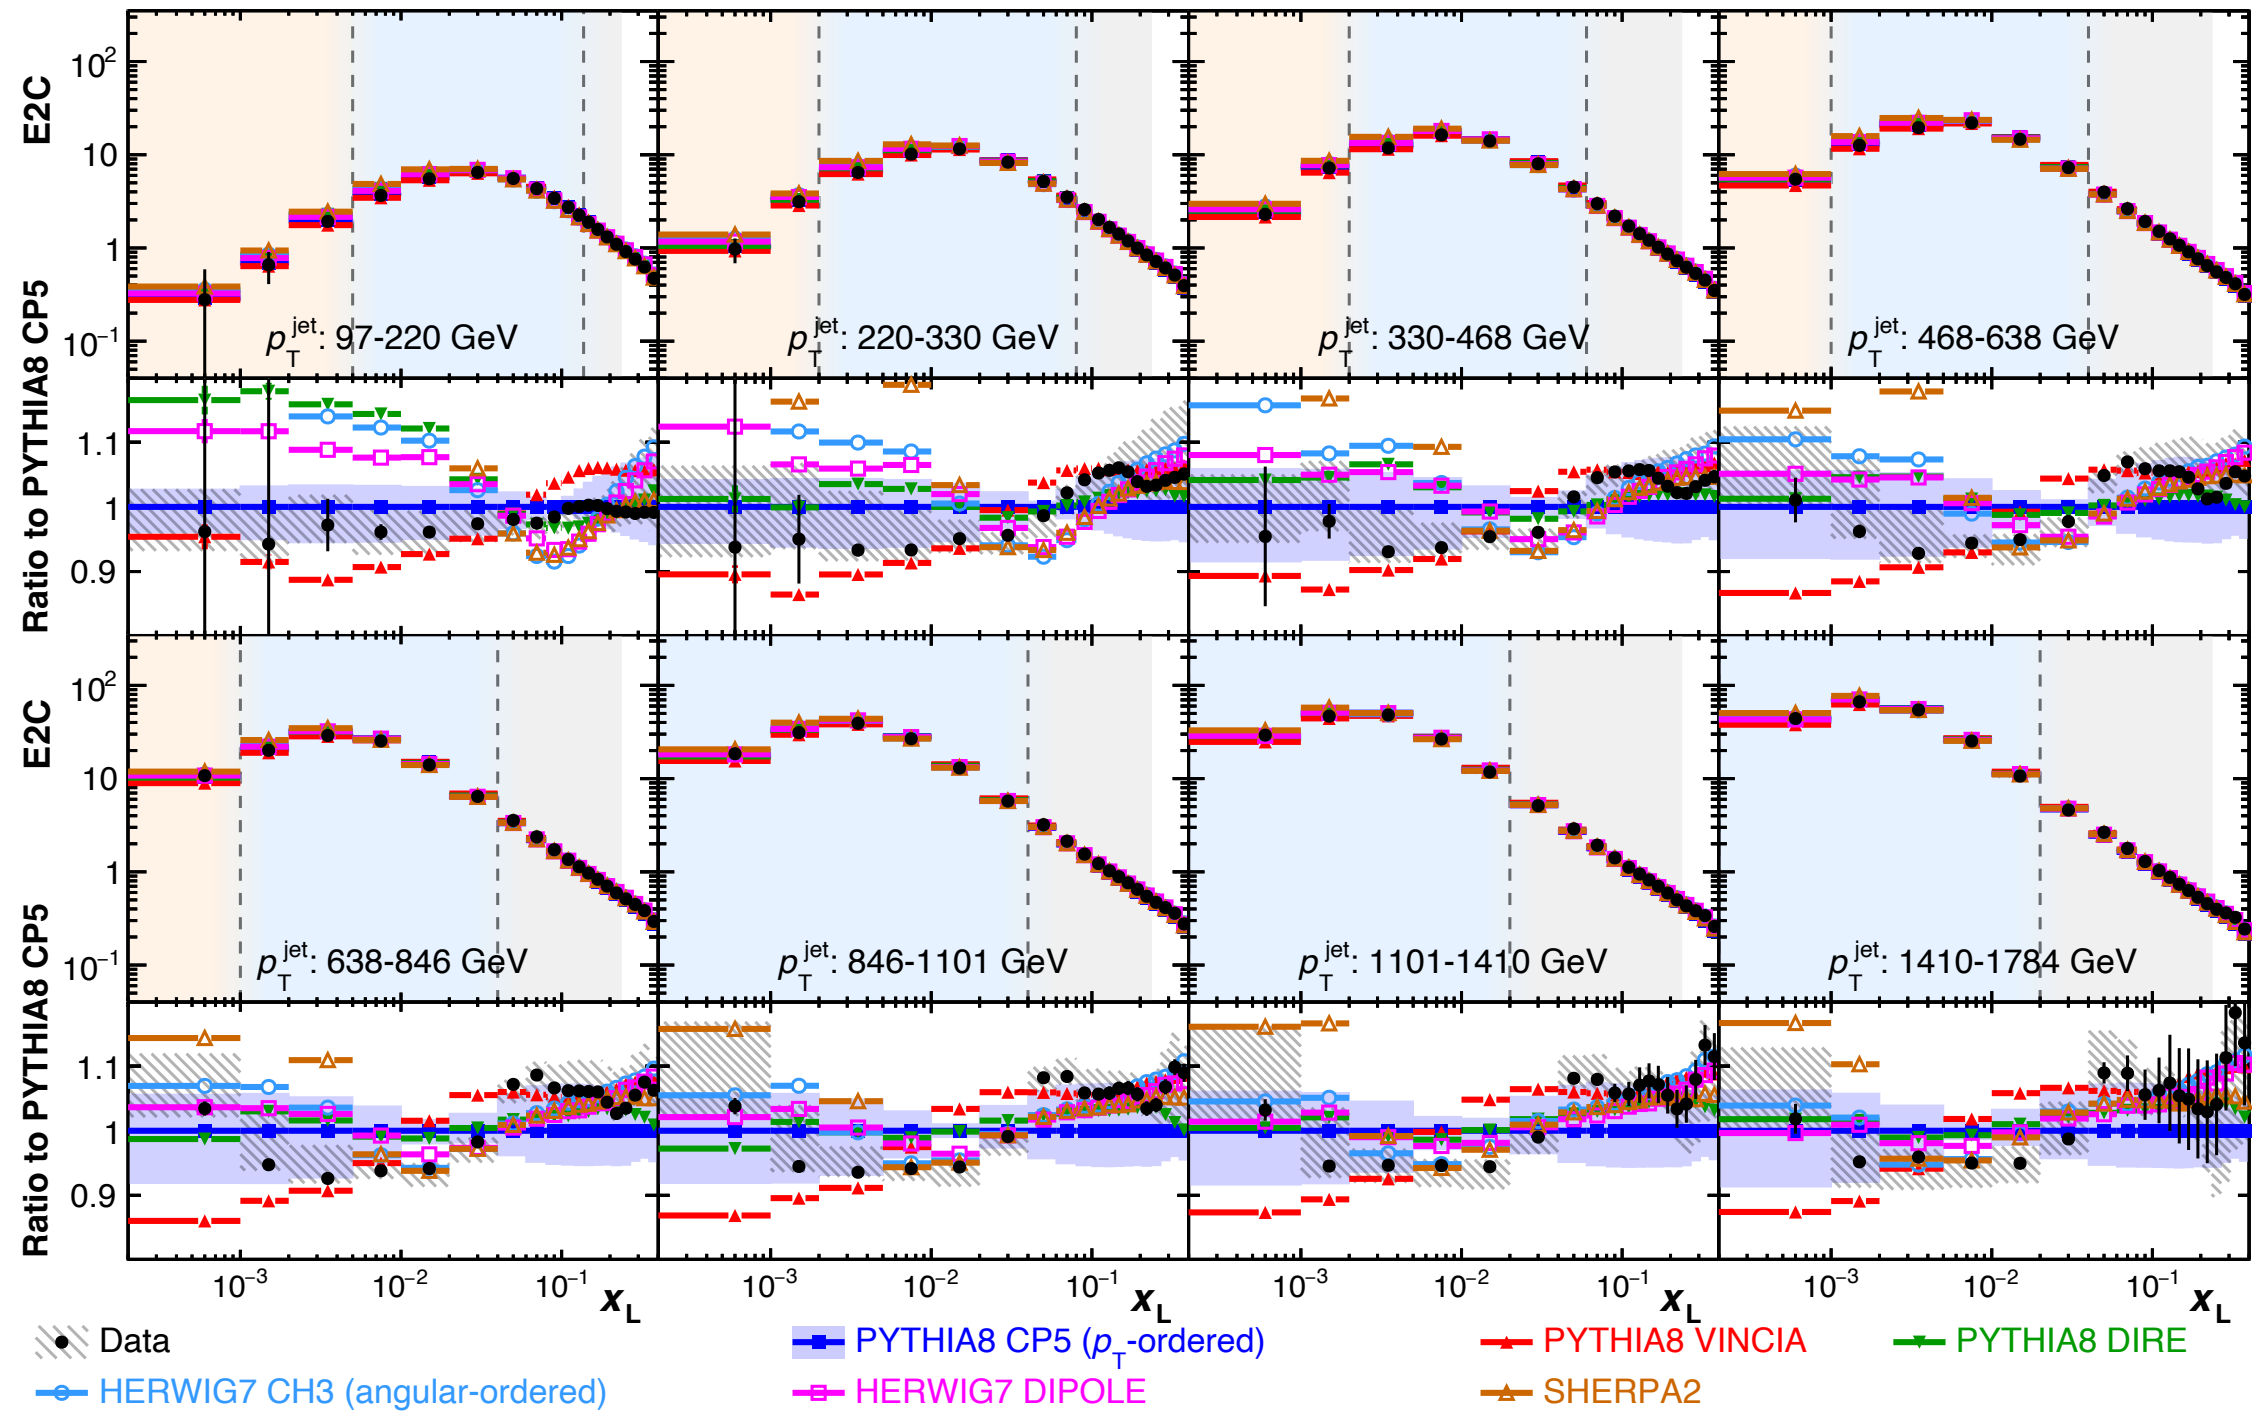 E2C
10² 10 1 10⁻¹
p_T^jet: 97-220 GeV
p_T^jet: 220-330 GeV
p_T^jet: 330-468 GeV
p_T^jet: 468-638 GeV
Ratio to PYTHIA8 CP5
1.1 1 0.9
E2C
10² 10 1 10⁻¹
p_T^jet: 638-846 GeV
p_T^jet: 846-1101 GeV
p_T^jet: 1101-1410 GeV
p_T^jet: 1410-1784 GeV
Ratio to PYTHIA8 CP5
1.1 1 0.9
10⁻³ 10⁻² 10⁻¹ 10⁻³ 10⁻² 10⁻¹ 10⁻³ 10⁻² 10⁻¹ 10⁻³ 10⁻² 10⁻¹
x_L x_L x_L x_L
Data
PYTHIA8 CP5 (p_T-ordered)
PYTHIA8 VINCIA
PYTHIA8 DIRE
HERWIG7 CH3 (angular-ordered)
HERWIG7 DIPOLE
SHERPA2